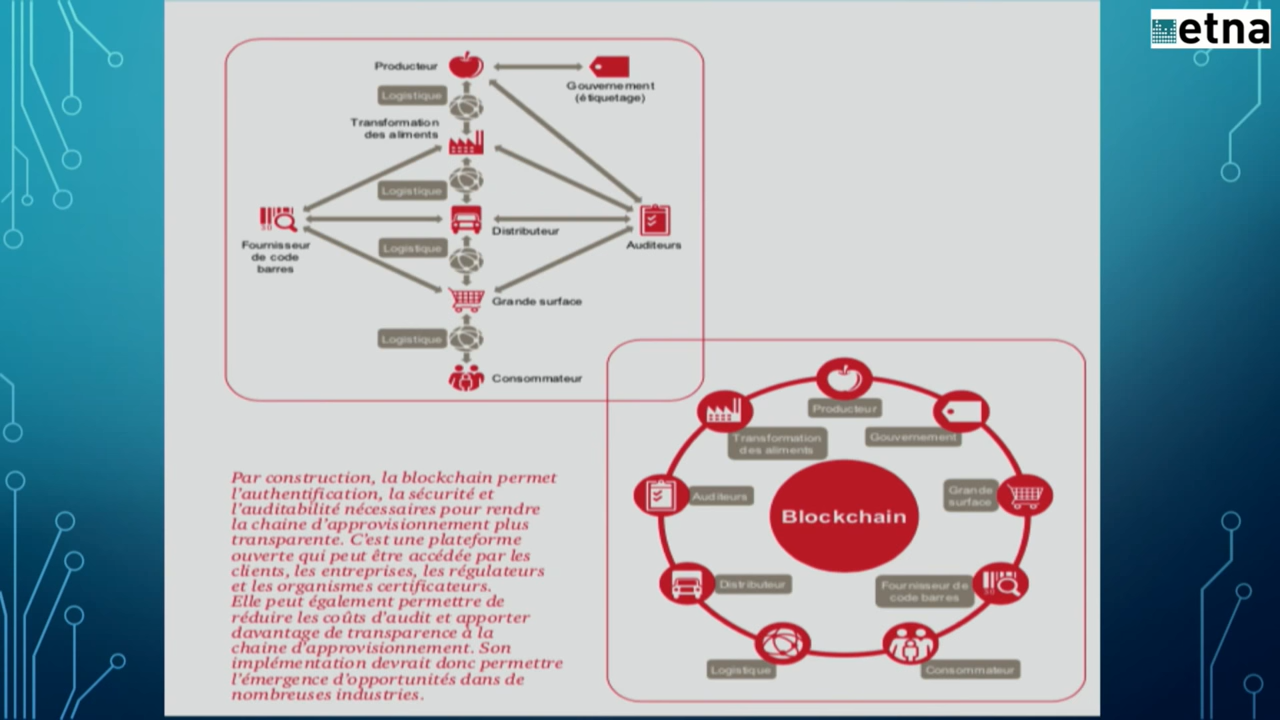 etna
Producteur
Gouvernement
(étiquetage)
Logistique
Transformation
des aliments
Logistique
Fournisseur
de code
barres
Distributeur
Auditeurs
Logistique
Grande surface
Logistique
Consommateur
Producteur
Transformation
des aliments
Gouvernement
Auditeurs
Grande
surface
Blockchain
Distributeur
Fournisseur de
code barres
Logistique
Consommateur
Par construction, la blockchain permet
l'authentification, la sécurité et
l'auditabilité nécessaires pour rendre
la chaine d'approvisionnement plus
transparente. C'est une plateforme
ouverte qui peut être accédée par les
clients, les entreprises, les régulateurs
et les organismes certificateurs.
Elle peut également permettre de
réduire les coûts d'audit et apporter
davantage de transparence à la
chaine d'approvisionnement. Son
implémentation devrait donc permettre
l'émergence d'opportunités dans de
nombreuses industries.